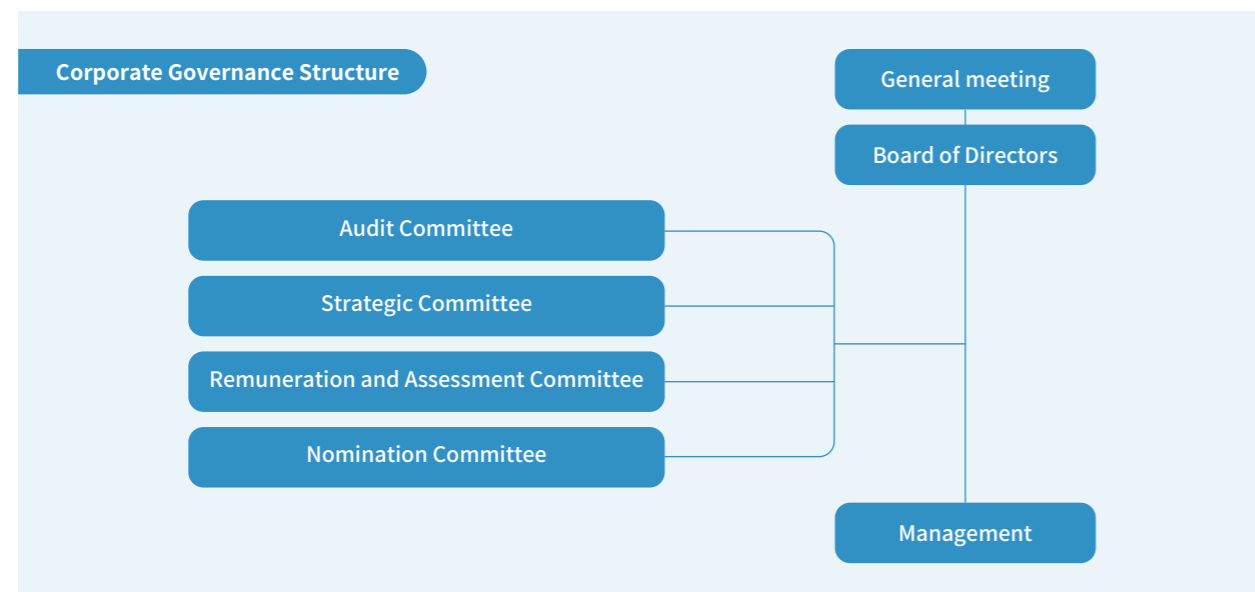 Corporate Governance Structure
General meeting
Board of Directors
Audit Committee
Strategic Committee
Remuneration and Assessment Committee
Nomination Committee
Management